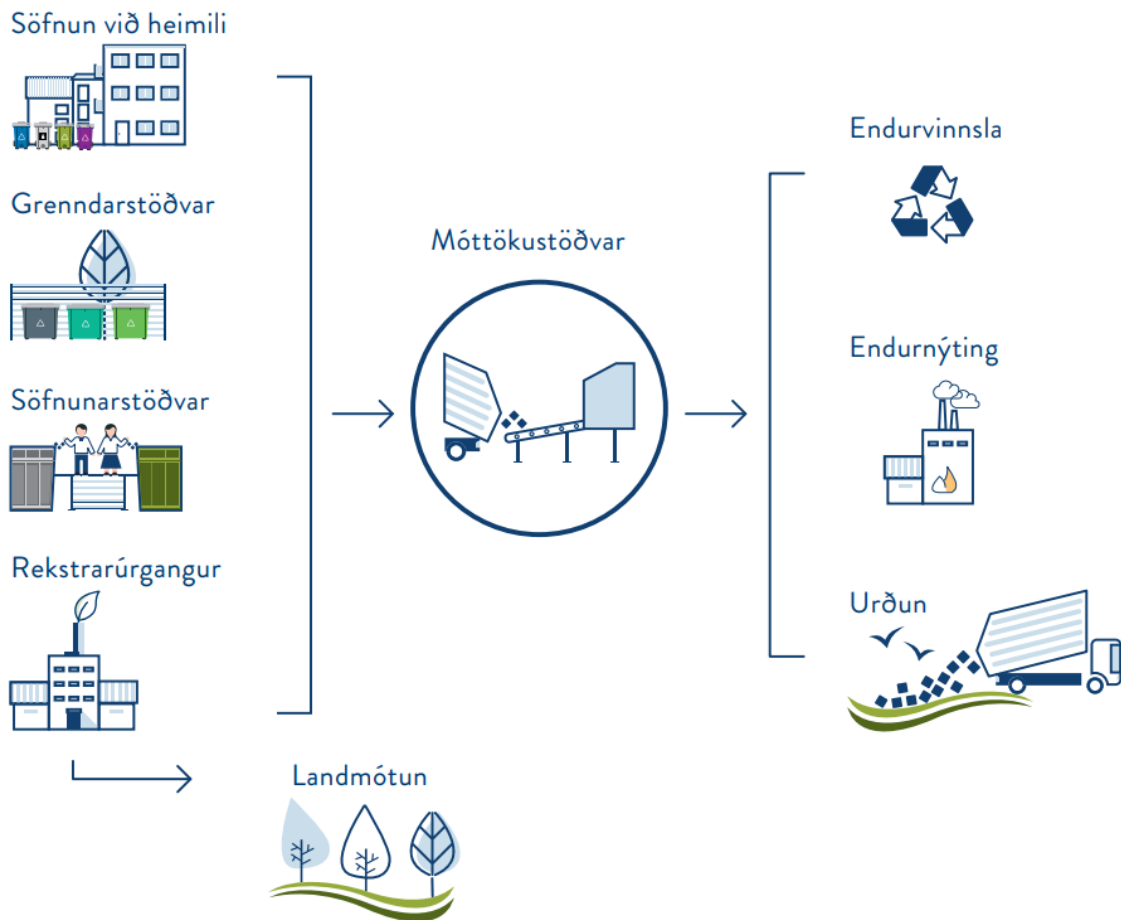 Söfnun við heimili
Grenndarstöðvar
Söfnunarstöðvar
Rekstrarúrgangur
Landmótun
Móttökustöðvar
Endurvinnsla
Endurnýting
Urðun